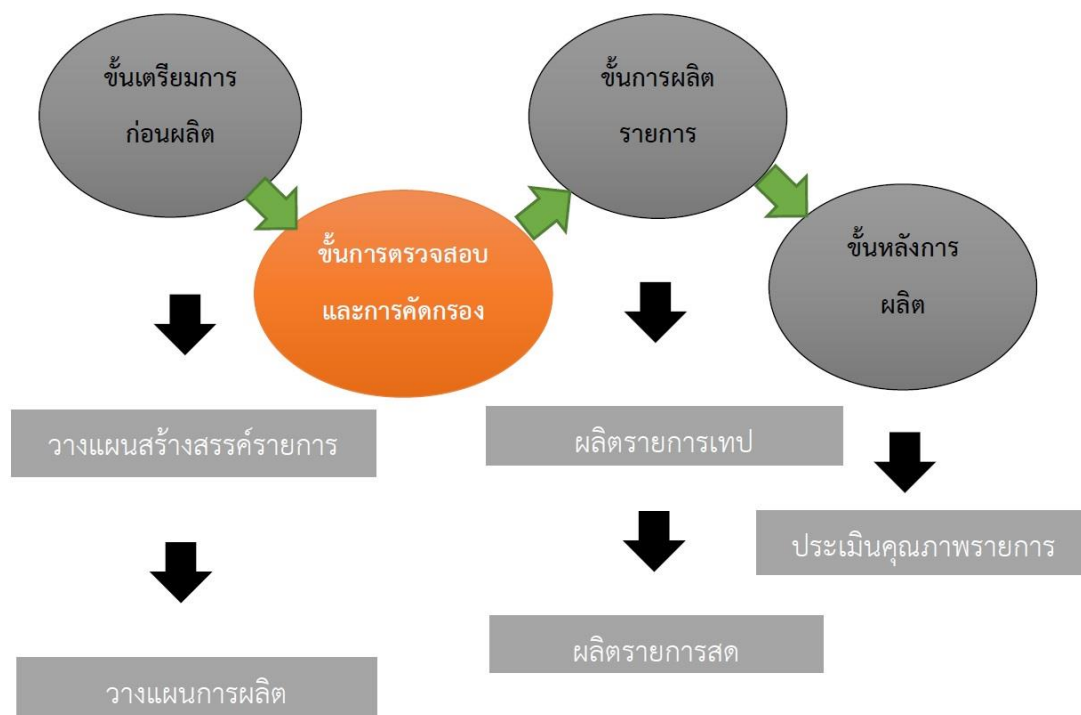 ขั้นเตรียมการ
ก่อนผลิต
ขั้นการตรวจสอบ
และการคัดกรอง
ขั้นการผลิต
รายการ
ขั้นหลังการ
ผลิต
วางแผนสร้างสรรค์รายการ
วางแผนการผลิต
ผลิตรายการเทป
ผลิตรายการสด
ประเมินคุณภาพรายการ